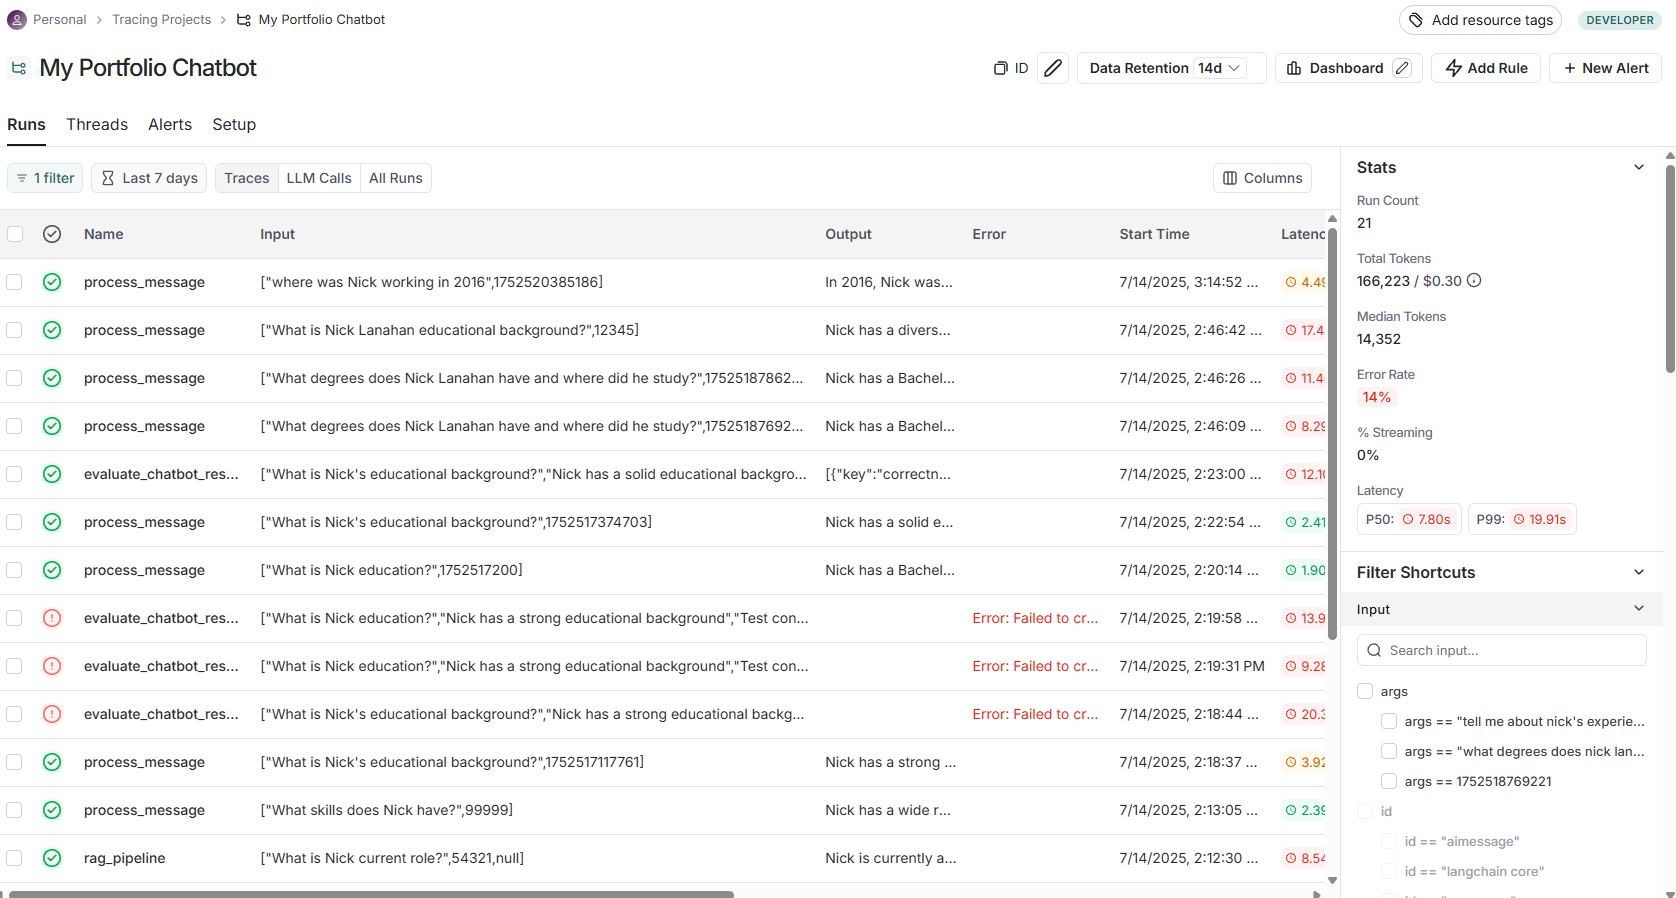 Personal > Tracing Projects > My Portfolio Chatbot
Add resource tags
DEVELOPER
My Portfolio Chatbot
ID
Data Retention 14d
Dashboard
Add Rule
+ New Alert
Runs Threads Alerts Setup
1 filter
Last 7 days
Traces LLM Calls All Runs
Columns
Name Input Output Error Start Time Latenc
process_message ["where was Nick working in 2016",1752520385186] In 2016, Nick was... 7/14/2025, 3:14:52 ... 4.49
process_message ["What is Nick Lanahan educational background?",12345] Nick has a divers... 7/14/2025, 2:46:42 ... 17.4
process_message ["What degrees does Nick Lanahan have and where did he study?",17525187862... Nick has a Bachel... 7/14/2025, 2:46:26 ... 11.4
process_message ["What degrees does Nick Lanahan have and where did he study?",17525187692... Nick has a Bachel... 7/14/2025, 2:46:09 ... 8.29
evaluate_chatbot_res... ["What is Nick's educational background?","Nick has a solid educational backgro... [{"key":"correctn... 7/14/2025, 2:23:00 ... 12.10
process_message ["What is Nick's educational background?",1752517374703] Nick has a solid e... 7/14/2025, 2:22:54 ... 2.41
process_message ["What is Nick education?",1752517200] Nick has a Bachel... 7/14/2025, 2:20:14 ... 1.90
evaluate_chatbot_res... ["What is Nick education?","Nick has a strong educational background","Test con... Error: Failed to cr... 7/14/2025, 2:19:58 ... 13.9
evaluate_chatbot_res... ["What is Nick education?","Nick has a strong educational background","Test con... Error: Failed to cr... 7/14/2025, 2:19:31 PM 9.28
evaluate_chatbot_res... ["What is Nick's educational background?","Nick has a strong educational backg... Error: Failed to cr... 7/14/2025, 2:18:44 ... 20.3
process_message ["What is Nick's educational background?",1752517117761] Nick has a strong ... 7/14/2025, 2:18:37 ... 3.92
process_message ["What skills does Nick have?",99999] Nick has a wide r... 7/14/2025, 2:13:05 ... 2.39
rag_pipeline ["What is Nick current role?",54321,null] Nick is currently a... 7/14/2025, 2:12:30 ... 8.54
Stats
Run Count
21
Total Tokens
166,223 / $0.30
Median Tokens
14,352
Error Rate
14%
% Streaming
0%
Latency
P50: 7.80s P99: 19.91s
Filter Shortcuts
Input
Search input...
args
args == "tell me about nick's experie...
args == "what degrees does nick lan...
args == 1752518769221
id
id == "aimessage"
id == "langchain core"